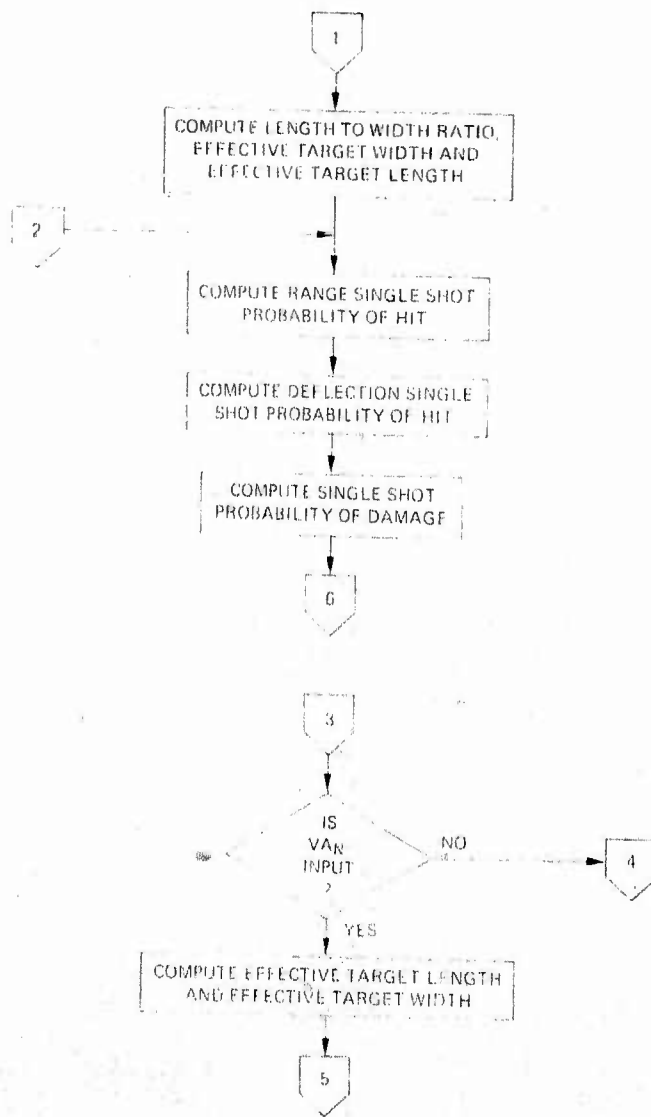 1
COMPUTE LENGTH TO WIDTH RATIO,
EFFECTIVE TARGET WIDTH AND
EFFECTIVE TARGET LENGTH
2
COMPUTE RANGE SINGLE SHOT
PROBABILITY OF HIT
COMPUTE DEFLECTION SINGLE
SHOT PROBABILITY OF HIT
COMPUTE SINGLE SHOT
PROBABILITY OF DAMAGE
6
3
IS
VAN
INPUT
?
NO
4
YES
COMPUTE EFFECTIVE TARGET LENGTH
AND EFFECTIVE TARGET WIDTH
5